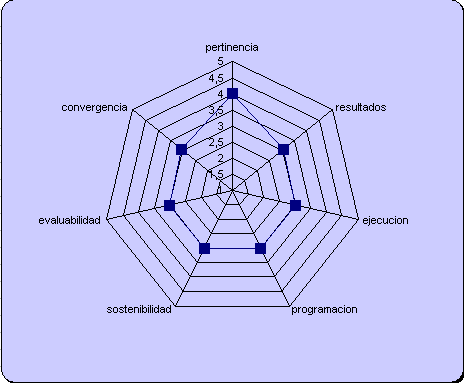 pertinencia
5
4,5
4
3,5
3
2,5
2
1,5
1
convergencia
resultados
evaluabilidad
ejecucion
sostenibilidad
programacion